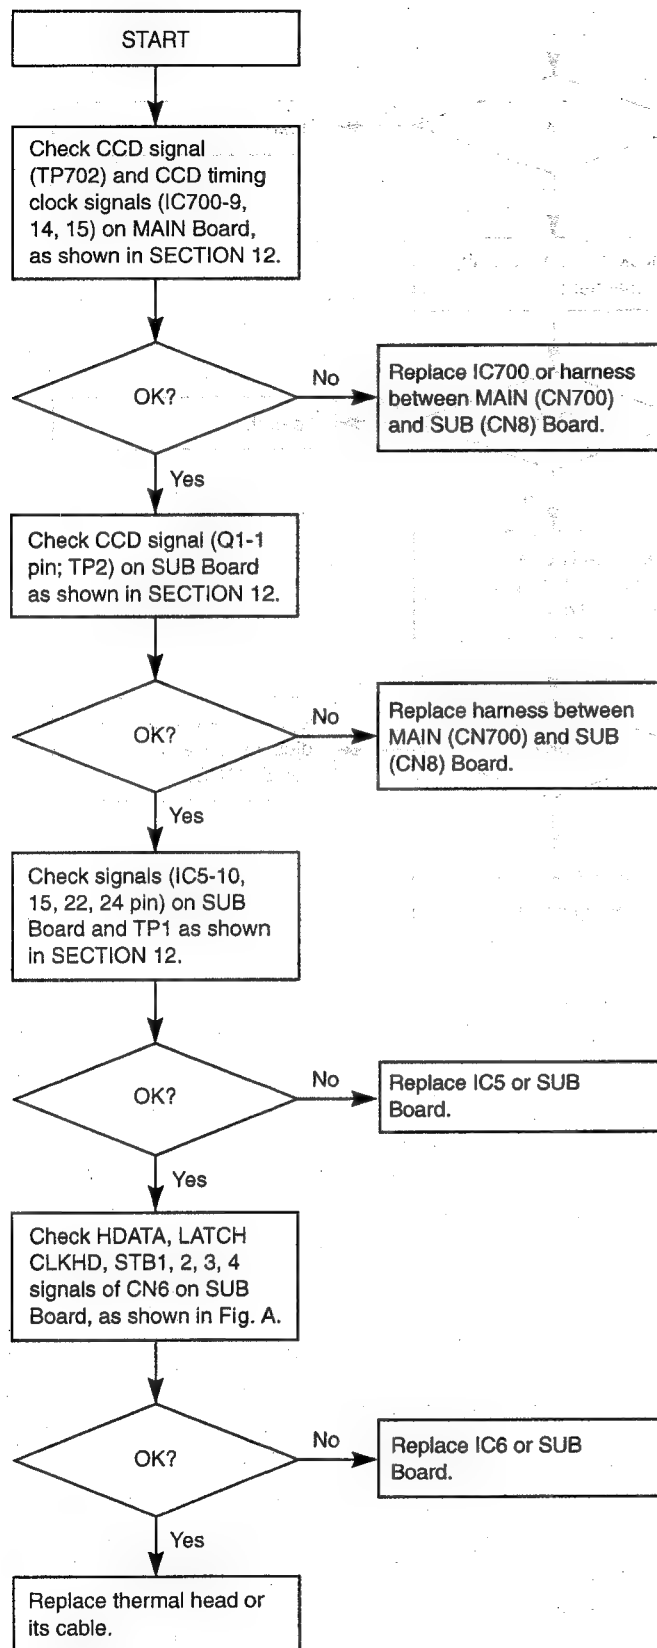 START
Check CCD signal
(TP702) and CCD timing
clock signals (IC700-9,
14, 15) on MAIN Board,
as shown in SECTION 12.
OK?
No
Replace IC700 or harness
between MAIN (CN700)
and SUB (CN8) Board.
Yes
Check CCD signal (Q1-1
pin; TP2) on SUB Board
as shown in SECTION 12.
OK?
No
Replace harness between
MAIN (CN700) and SUB
(CN8) Board.
Yes
Check signals (IC5-10,
15, 22, 24 pin) on SUB
Board and TP1 as shown
in SECTION 12.
OK?
No
Replace IC5 or SUB
Board.
Yes
Check HDATA, LATCH
CLKHD, STB1, 2, 3, 4
signals of CN6 on SUB
Board, as shown in Fig. A.
OK?
No
Replace IC6 or SUB
Board.
Yes
Replace thermal head or
its cable.